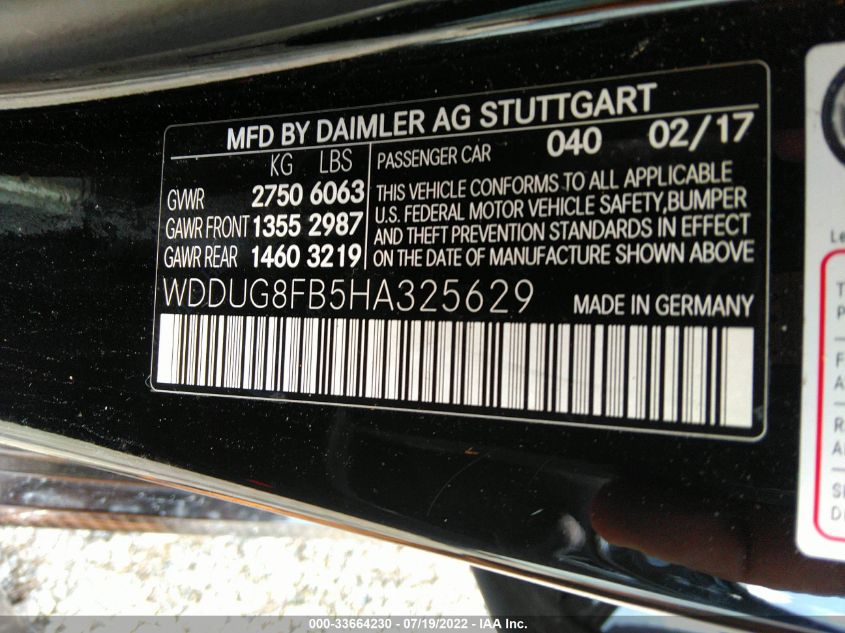 MFD BY DAIMLER AG STUTTGART
KG LBS
GVWR 2750 6063
GAWR FRONT 1355 2987
GAWR REAR 1460 3219
PASSENGER CAR 040 02/17
THIS VEHICLE CONFORMS TO ALL APPLICABLE
U.S. FEDERAL MOTOR VEHICLE SAFETY,BUMPER
AND THEFT PREVENTION STANDARDS IN EFFECT
ON THE DATE OF MANUFACTURE SHOWN ABOVE
WDDUG8FB5HA325629 MADE IN GERMANY
000-33664230 - 07/19/2022 - IAA Inc.